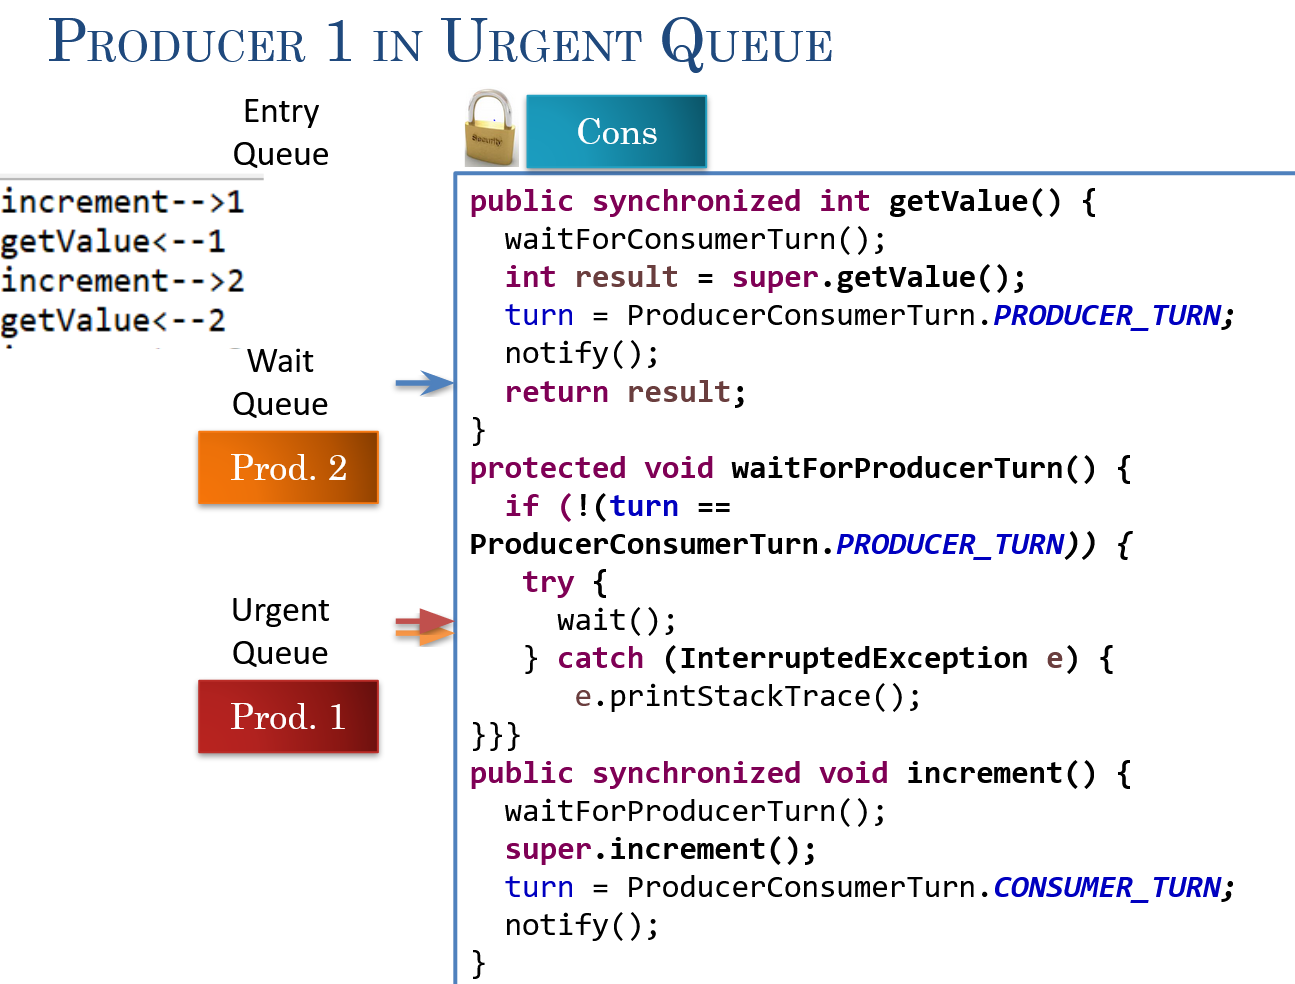 PRODUCER 1 IN URGENT QUEUE
Entry
Queue
Security
Cons
increment-->1
getValue<--1
increment-->2
getValue<--2
Wait
Queue
Prod. 2
Urgent
Queue
Prod. 1
public synchronized int getValue() {
waitForConsumerTurn();
int result = super.getValue();
turn = ProducerConsumerTurn.PRODUCER_TURN;
notify();
return result;
}
protected void waitForProducerTurn() {
if (!(turn ==
ProducerConsumerTurn.PRODUCER_TURN)) {
try {
wait();
} catch (InterruptedException e) {
e.printStackTrace();
}}}
public synchronized void increment() {
waitForProducerTurn();
super.increment();
turn = ProducerConsumerTurn.CONSUMER_TURN;
notify();
}